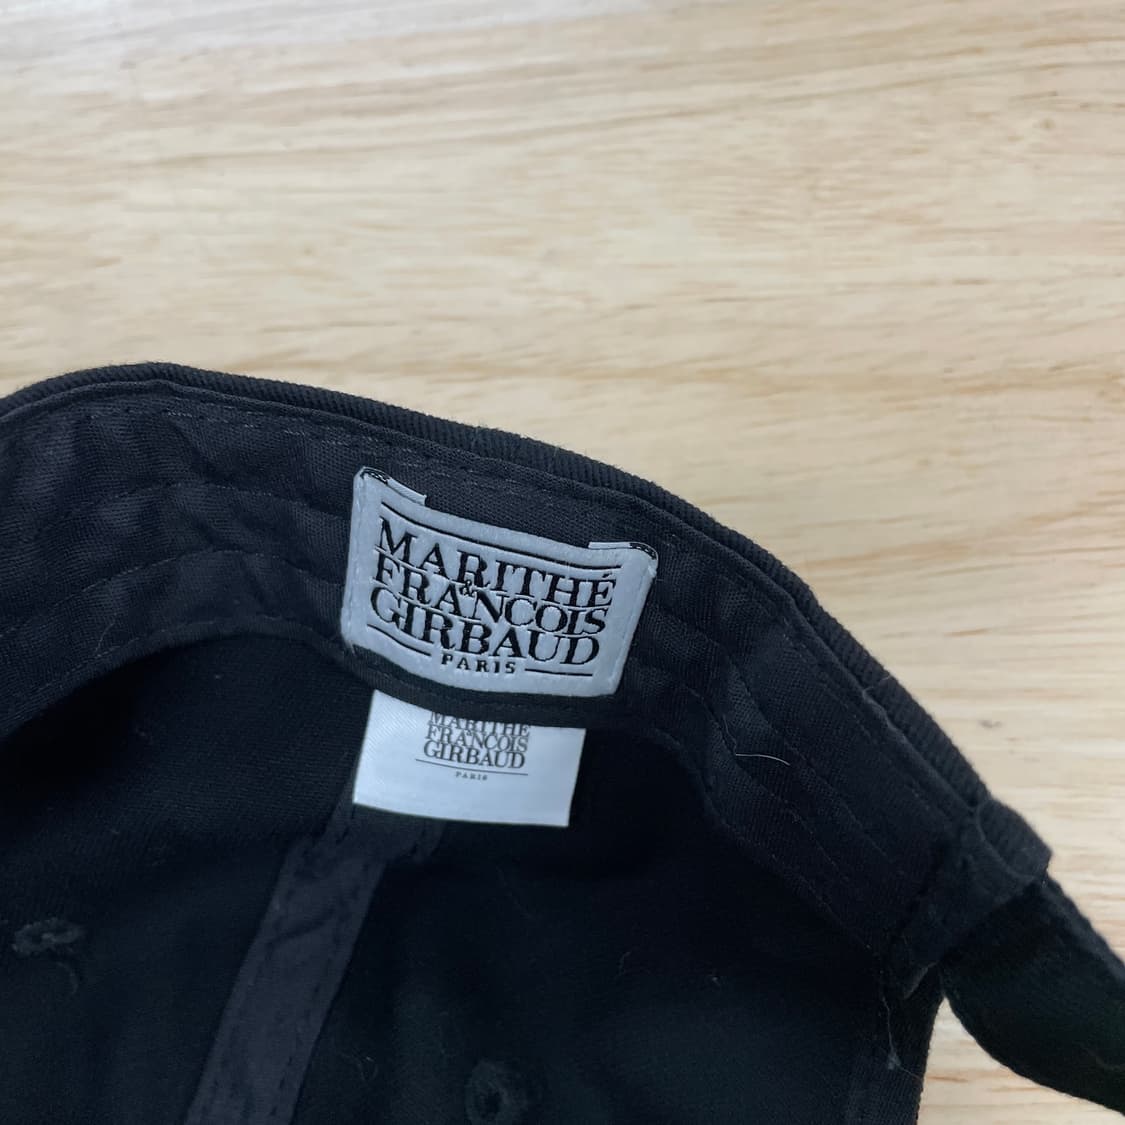 MARITHÉ
&
FRANCOIS
GIRBAUD
PARIS
MARITHÉ
&
FRANCOIS
GIRBAUD
PARIS